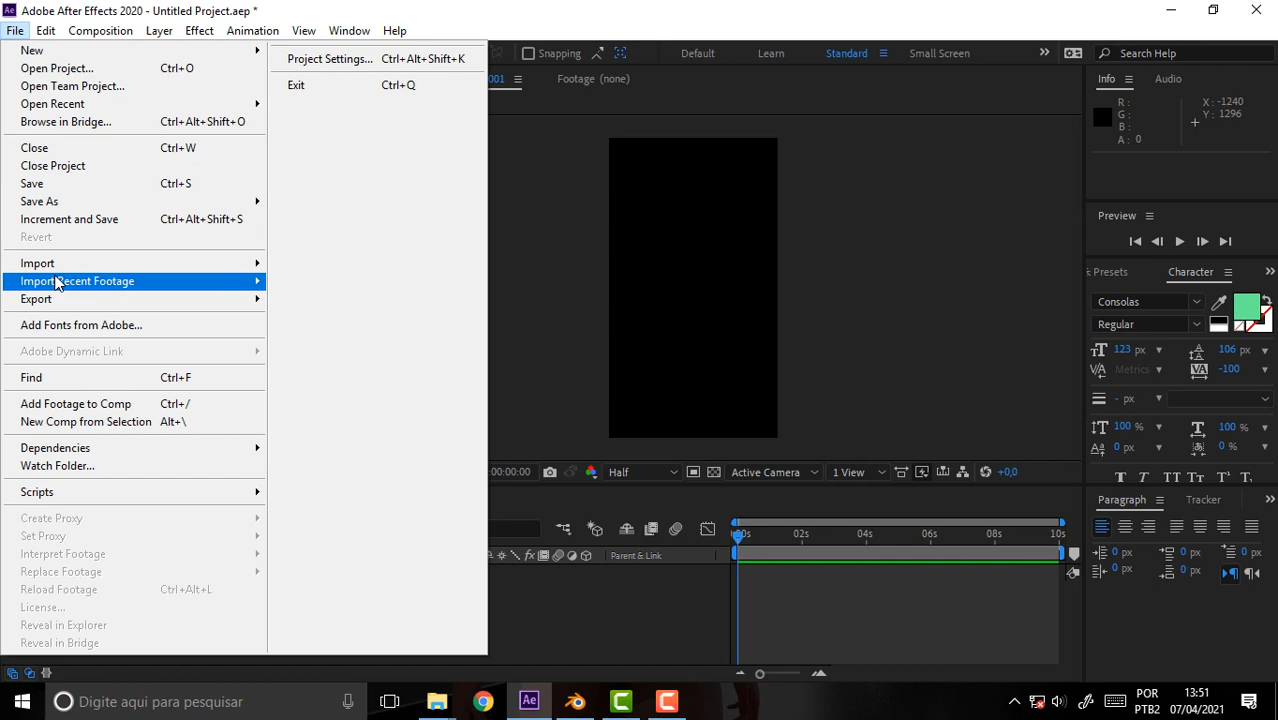 Adobe After Effects 2020 - Untitled Project.aep *
File Edit Composition Layer Effect Animation View Window Help
New
Open Project... Ctrl+O
Open Team Project...
Open Recent
Browse in Bridge... Ctrl+Alt+Shift+O
Close Ctrl+W
Close Project
Save Ctrl+S
Save As
Increment and Save Ctrl+Alt+Shift+S
Revert
Import
Import Recent Footage
Export
Add Fonts from Adobe...
Adobe Dynamic Link
Find Ctrl+F
Add Footage to Comp Ctrl+/
New Comp from Selection Alt+\
Dependencies
Watch Folder...
Scripts
Create Proxy
Set Proxy
Interpret Footage
Replace Footage
Reload Footage Ctrl+Alt+L
License...
Reveal in Explorer
Reveal in Bridge
Project Settings... Ctrl+Alt+Shift+K
Exit Ctrl+Q
Snapping Default Learn Standard Small Screen Search Help
001 Footage (none)
Info Audio
R : X : -1240
G : Y : 1296
B :
A : 0
Preview
Presets Character
Consolas
Regular
123 px 106 px
Metrics -100
- px
100 % 100 %
0 px 0 %
T T TT Tт T¹ T₁
0:00:00 Half Active Camera 1 View +0,0
Paragraph Tracker
0 px 0 px 0 px
0 px 0 px
00s 02s 04s 06s 08s 10s
fx Parent & Link
Ae
Digite aqui para pesquisar
POR 13:51
PTB2 07/04/2021